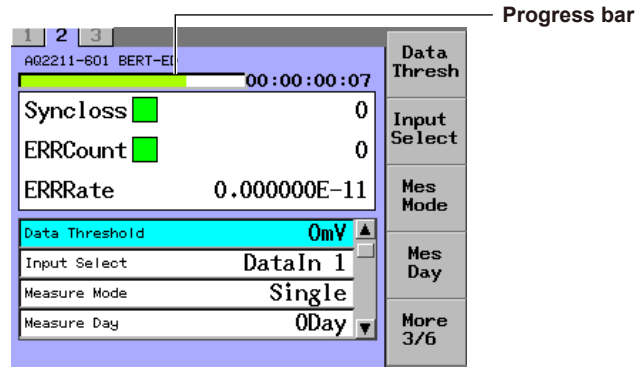 Progress bar
1 2 3
AQ2211-601 BERT-ED
00:00:00:07
Syncloss 0
ERRCount 0
ERRRate 0.000000E-11
Data Threshold 0mV
Input Select DataIn 1
Measure Mode Single
Measure Day 0Day
Data
Thresh
Input
Select
Mes
Mode
Mes
Day
More
3/6